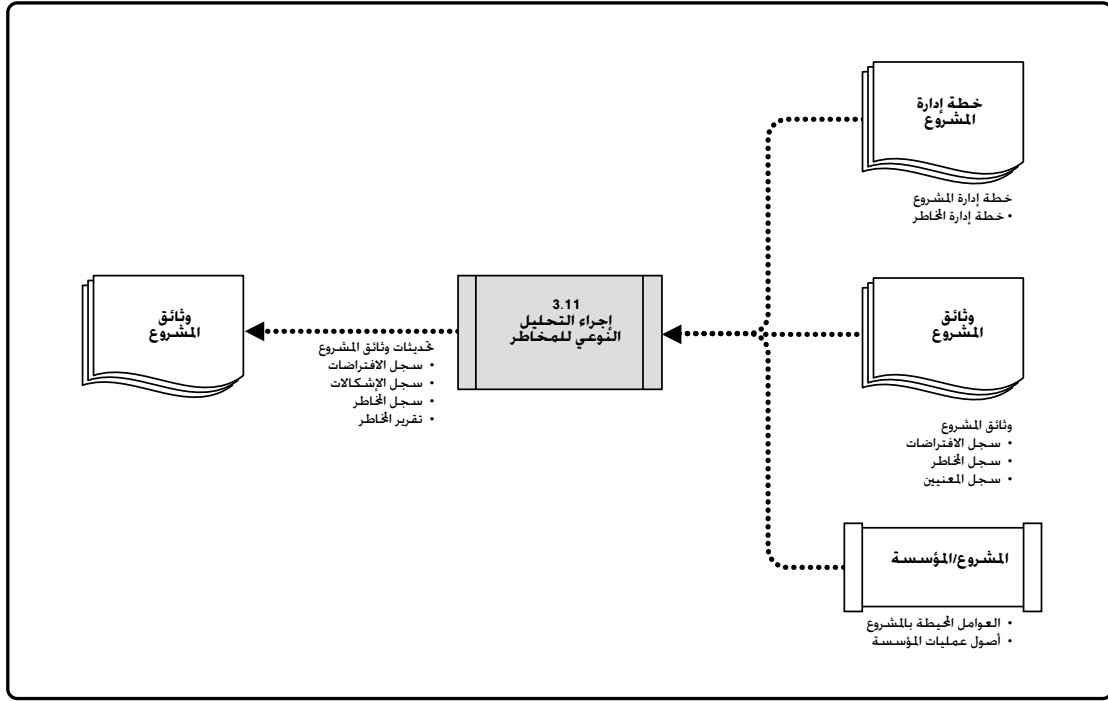 خطة إدارة
المشروع
خطة إدارة المشروع
• خطة إدارة المخاطر
وثائق
المشروع
وثائق المشروع
• سجل الافتراضات
• سجل المخاطر
• سجل المعنيين
المشروع/المؤسسة
• العوامل المحيطة بالمشروع
• أصول عمليات المؤسسة
3.11
إجراء التحليل
النوعي للمخاطر
تحديثات وثائق المشروع
• سجل الافتراضات
• سجل الإشكالات
• سجل المخاطر
• تقرير المخاطر
وثائق
المشروع